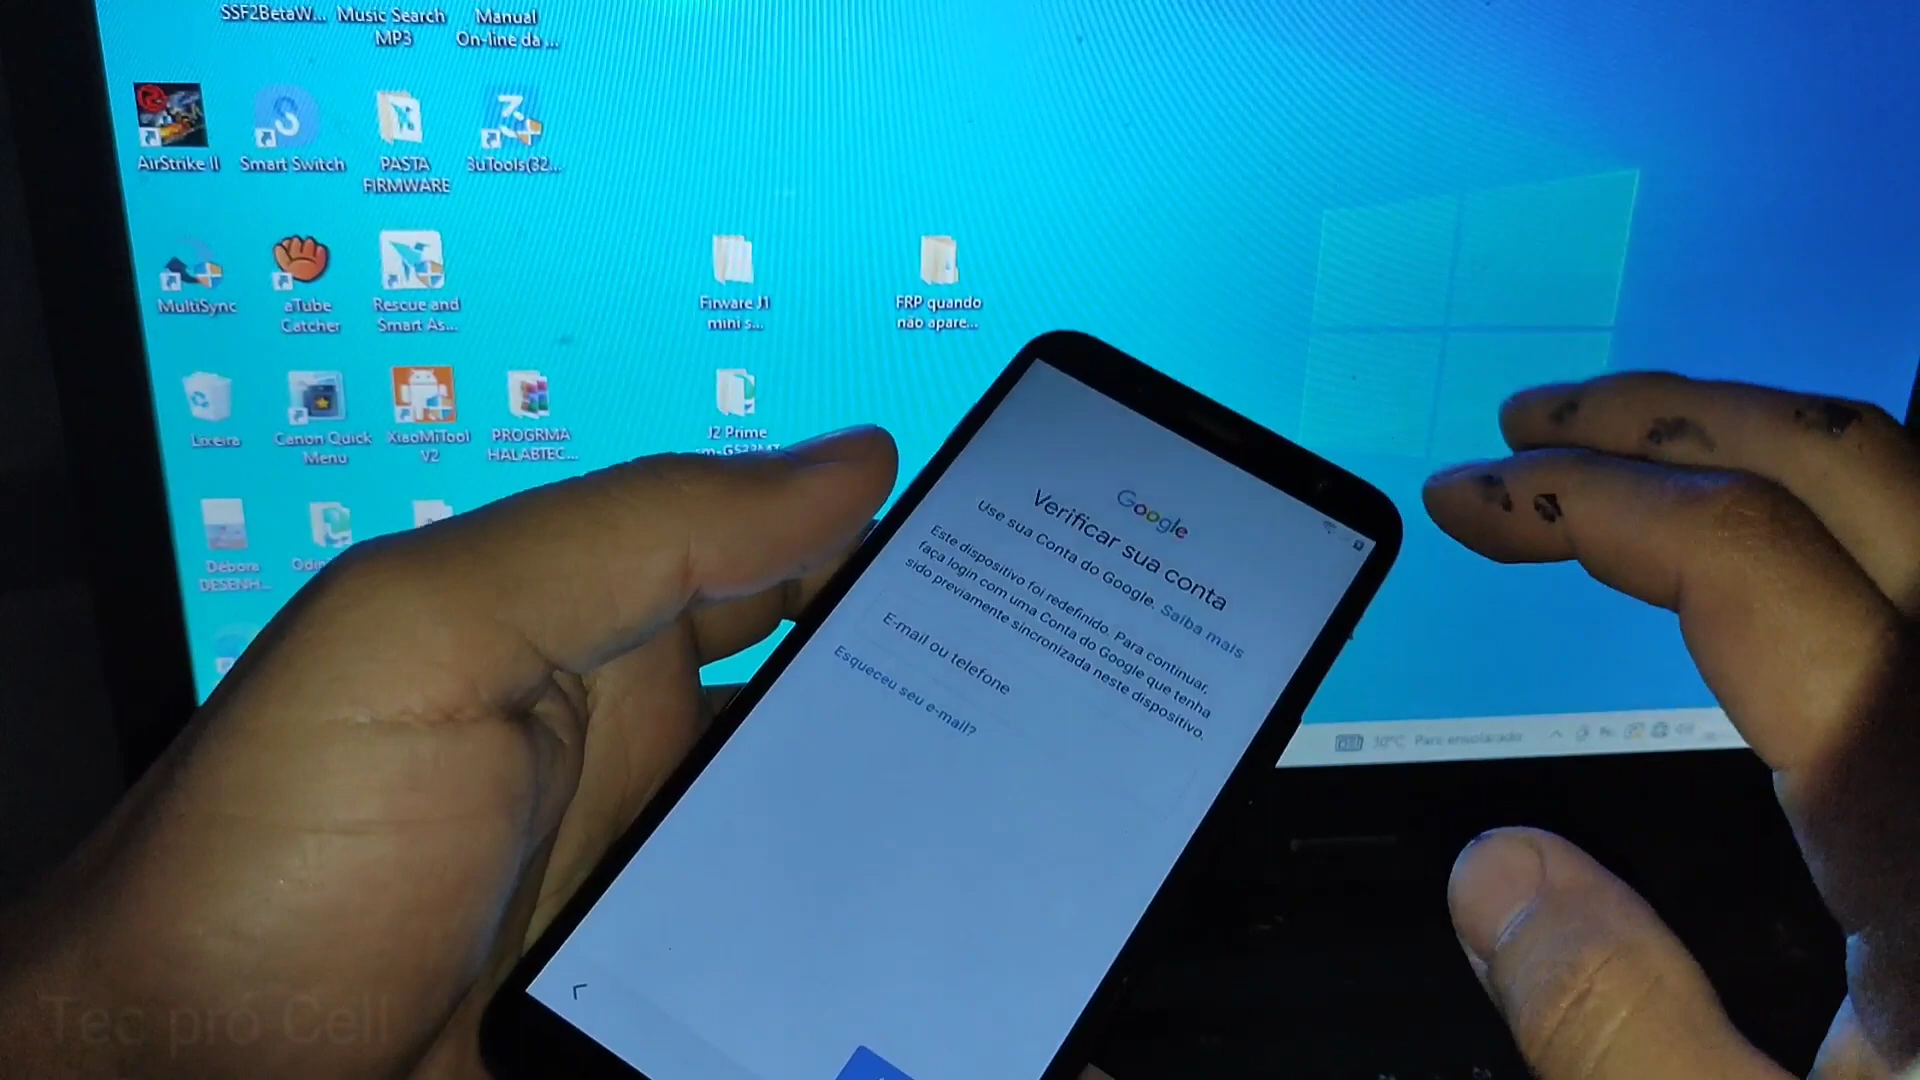 SSF2BetaW...
Music Search
MP3
Manual
On-line da ...
AirStrike II
Smart Switch
PASTA
FIRMWARE
3uTools(32...
MultiSync
aTube
Catcher
Rescue and
Smart As...
Firware J1
mini s...
FRP quando
não apare...
Lixeira
Canon Quick
Menu
XiaoMiTool
V2
PROGRMA
HALABTEC...
J2 Prime
Débora
DESENH...
Odin
Google
Verificar sua conta
Use sua Conta do Google. Saiba mais
Este dispositivo foi redefinido. Para continuar,
faça login com uma Conta do Google que tenha
sido previamente sincronizada neste dispositivo.
E-mail ou telefone
Esqueceu seu e-mail?
Parc ensolarado
Tec pró Cell